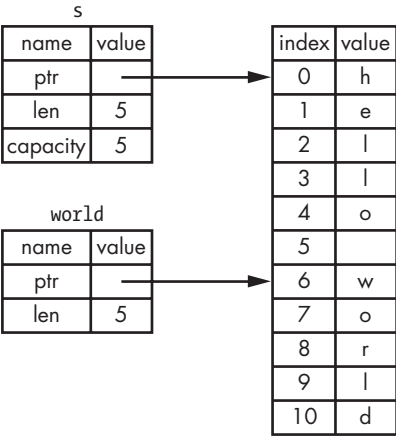 s
name value
ptr
len 5
capacity 5
world
name value
ptr
len 5
index value
0 h
1 e
2 l
3 l
4 o
5
6 w
7 o
8 r
9 l
10 d